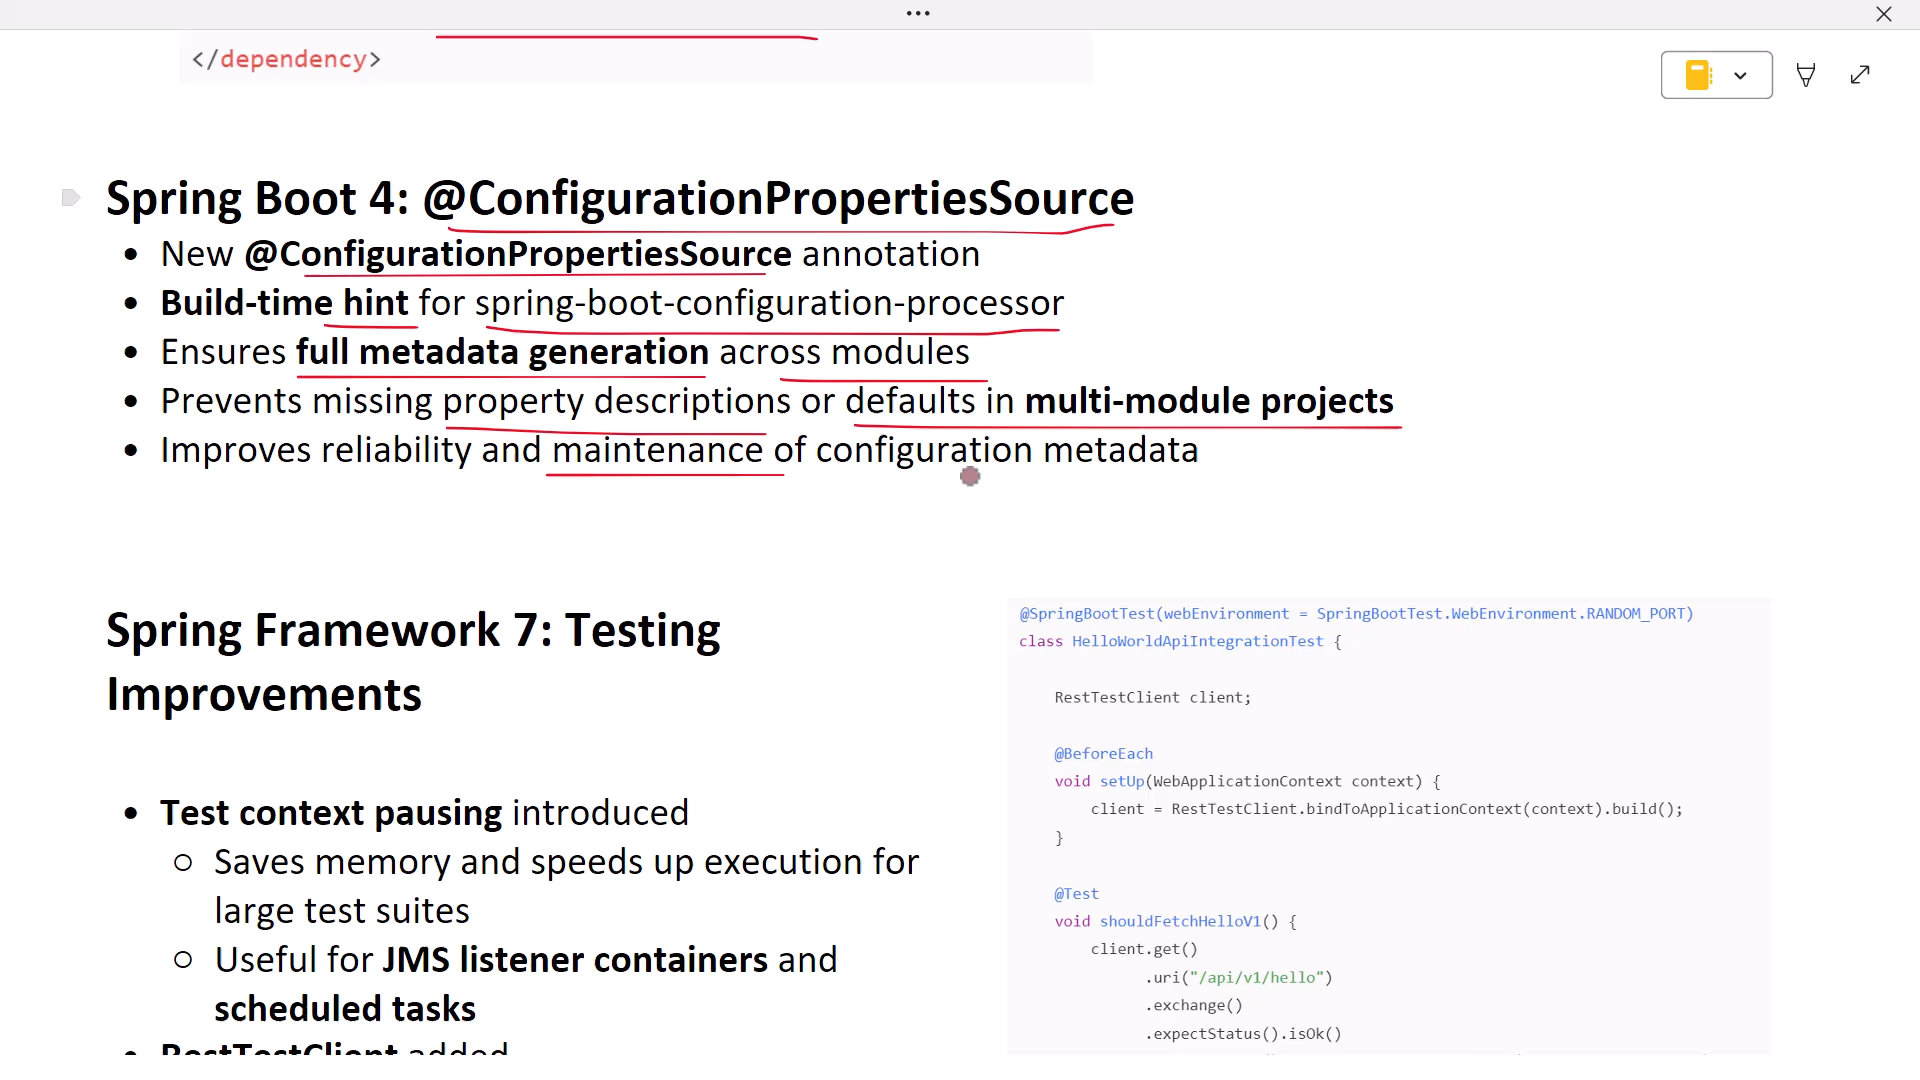 </dependency>
Spring Boot 4: @ConfigurationPropertiesSource
• New @ConfigurationPropertiesSource annotation
• Build-time hint for spring-boot-configuration-processor
• Ensures full metadata generation across modules
• Prevents missing property descriptions or defaults in multi-module projects
• Improves reliability and maintenance of configuration metadata
Spring Framework 7: Testing
Improvements
• Test context pausing introduced
○ Saves memory and speeds up execution for
large test suites
○ Useful for JMS listener containers and
scheduled tasks
• RestTestClient added
@SpringBootTest(webEnvironment = SpringBootTest.WebEnvironment.RANDOM_PORT)
class HelloWorldApiIntegrationTest {
RestTestClient client;
@BeforeEach
void setUp(WebApplicationContext context) {
client = RestTestClient.bindToApplicationContext(context).build();
}
@Test
void shouldFetchHelloV1() {
client.get()
.uri("/api/v1/hello")
.exchange()
.expectStatus().isOk()